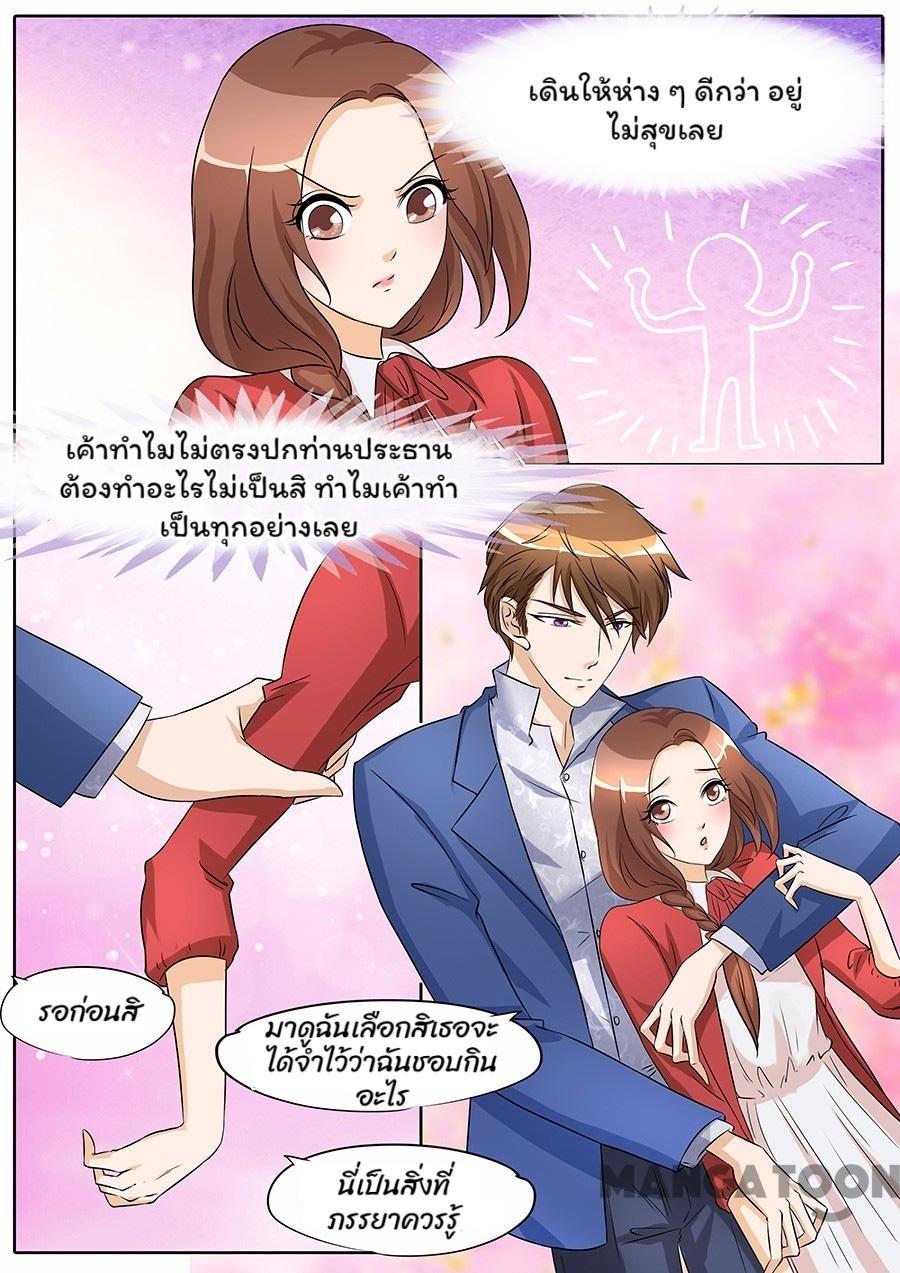 เดินให้ห่าง ๆ ดีกว่า อยู่
ไม่สุขเลย
เค้าทำไมไม่ตรงปกท่านประธาน
ต้องทำอะไรไม่เป็นสิ ทำไมเค้าทำ
เป็นทุกอย่างเลย
รอก่อนสิ
มาดูฉันเลือกสิเธอจะ
ได้จำไว้ว่าฉันชอบกิน
อะไร
นี่เป็นสิ่งที่
ภรรยาควรรู้
MANGATOON